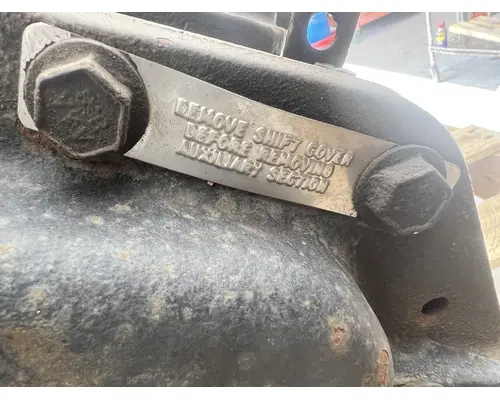 REMOVE SHIFT COVER
BEFORE REMOVING
AUXILIARY SECTION